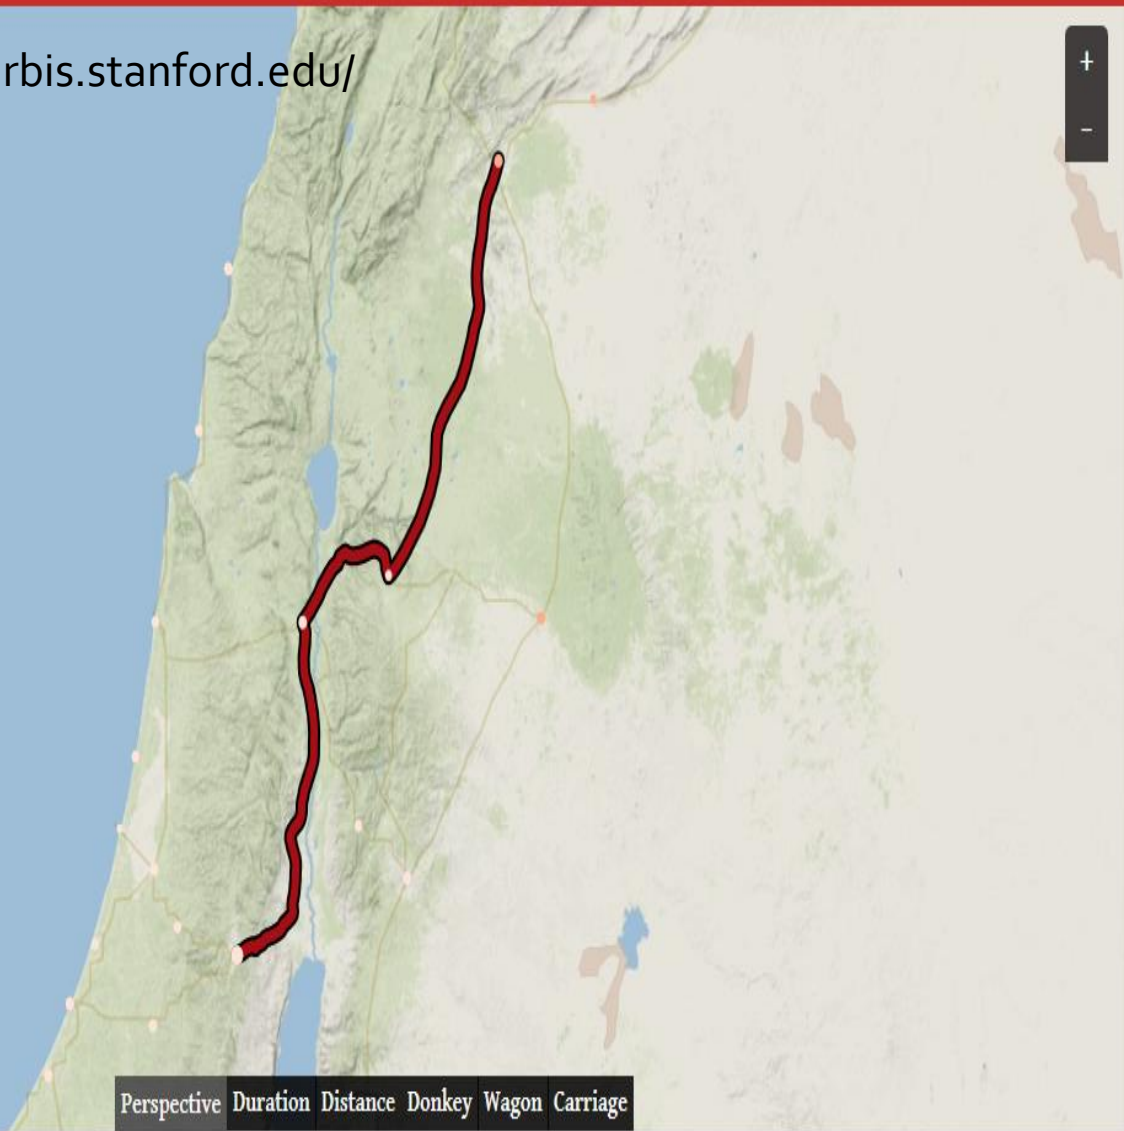 rbis.stanford.edu/
+
-
Perspective Duration Distance Donkey Wagon Carriage